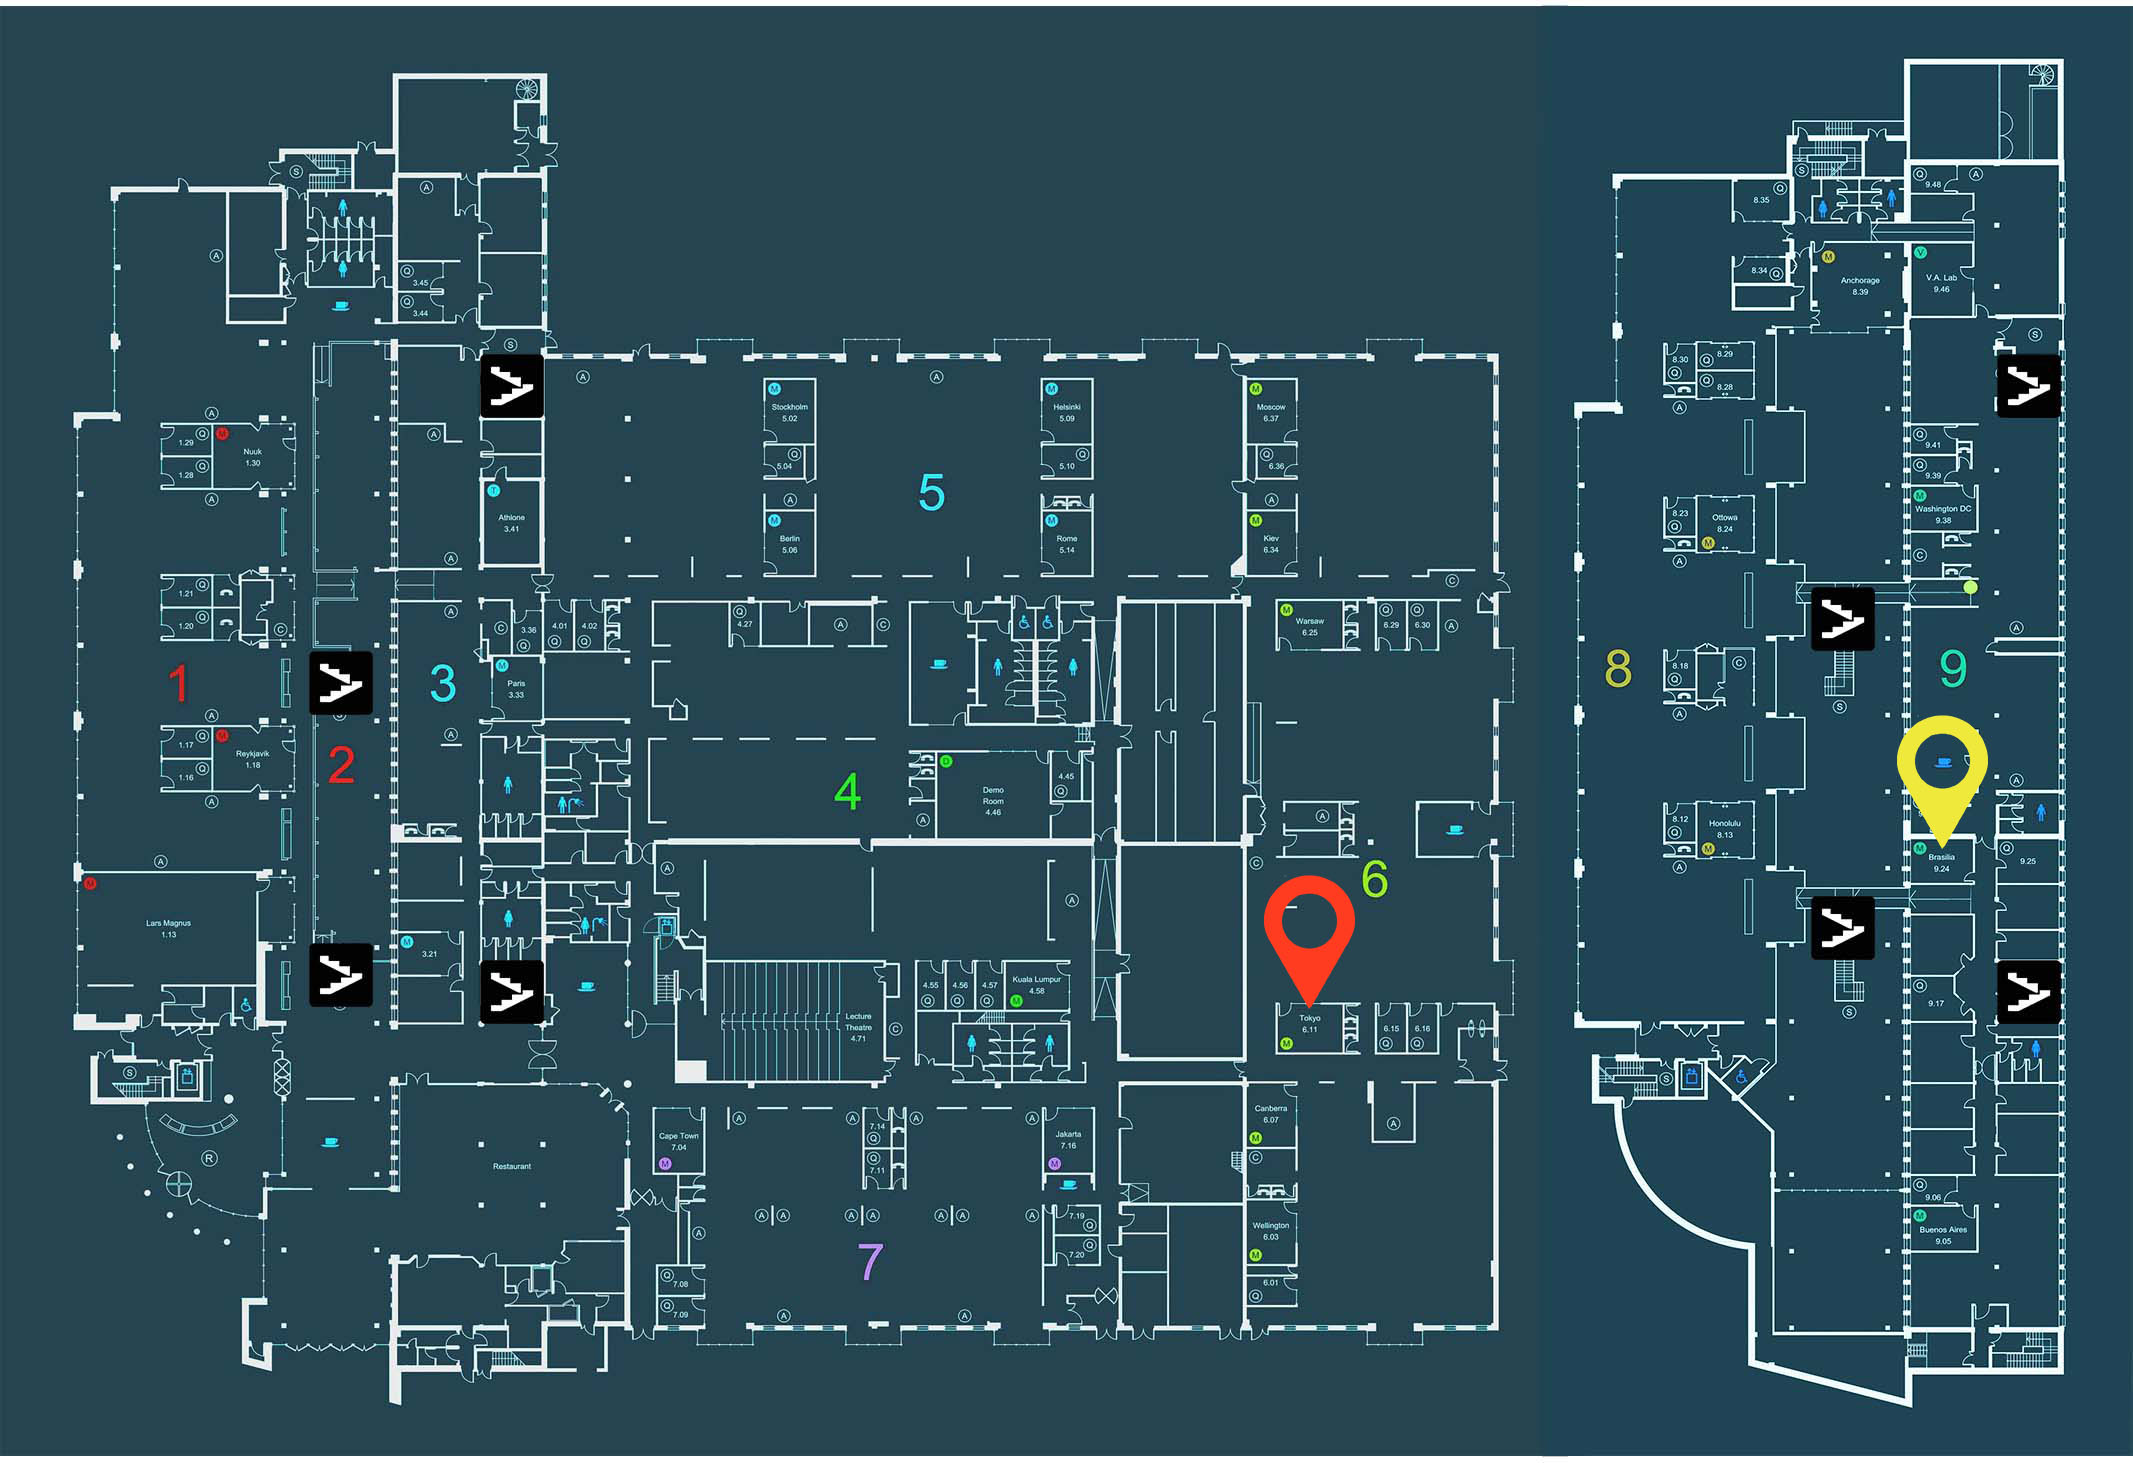 A
A
Q
3.45
Q
3.44
S
S
A
A
A
M
Stockholm
5.02
M
Helsinki
5.09
M
Moscow
6.37
1.29
Q
M
Nuuk
1.30
1.28
Q
A
A
T
Athlone
3.41
5.04
Q
5.10
Q
6.36
Q
5
A
A
M
Berlin
5.06
M
Rome
5.14
M
Kiev
6.34
A
C
1.21
Q
1.20
Q
C
A
C
3.36
Q
4.01
Q
4.02
Q
Q
4.27
A
C
M
Warsaw
6.25
Q
6.29
Q
6.30
A
1
3
M
Paris
3.33
A
A
1.17
Q
M
Reykjavik
1.18
1.16
Q
A
2
4
D
Demo
Room
4.46
4.45
Q
A
A
A
M
Lars Magnus
1.13
M
3.21
A
A
C
6
4.55
Q
4.56
Q
4.57
Q
Kuala Lumpur
4.58
M
Lecture
Theatre
4.71
C
Tokyo
6.11
M
6.15
Q
6.16
Q
S
R
Restaurant
Cape Town
7.04
M
A
A
7.14
Q
Q
7.11
A
A
Jakarta
7.16
M
Canberra
6.07
M
C
A
A
A
A
A
A
A
A
A
7.19
Q
7.20
Q
Wellington
6.03
M
7
Q
7.08
Q
7.09
A
A
6.01
Q
S
Q
9.48
A
Q
8.35
M
Anchorage
8.39
V
V.A. Lab
9.46
8.34
Q
S
8.30
Q
Q
8.29
Q
8.28
A
Q
9.41
Q
9.39
M
Washington DC
9.38
8.23
Q
Ottowa
8.24
M
A
C
A
8
8.18
Q
C
A
9
S
A
8.12
Q
Honolulu
8.13
M
A
M
Brasilia
9.24
Q
9.25
Q
9.17
S
S
Q
9.06
M
Buenos Aires
9.05